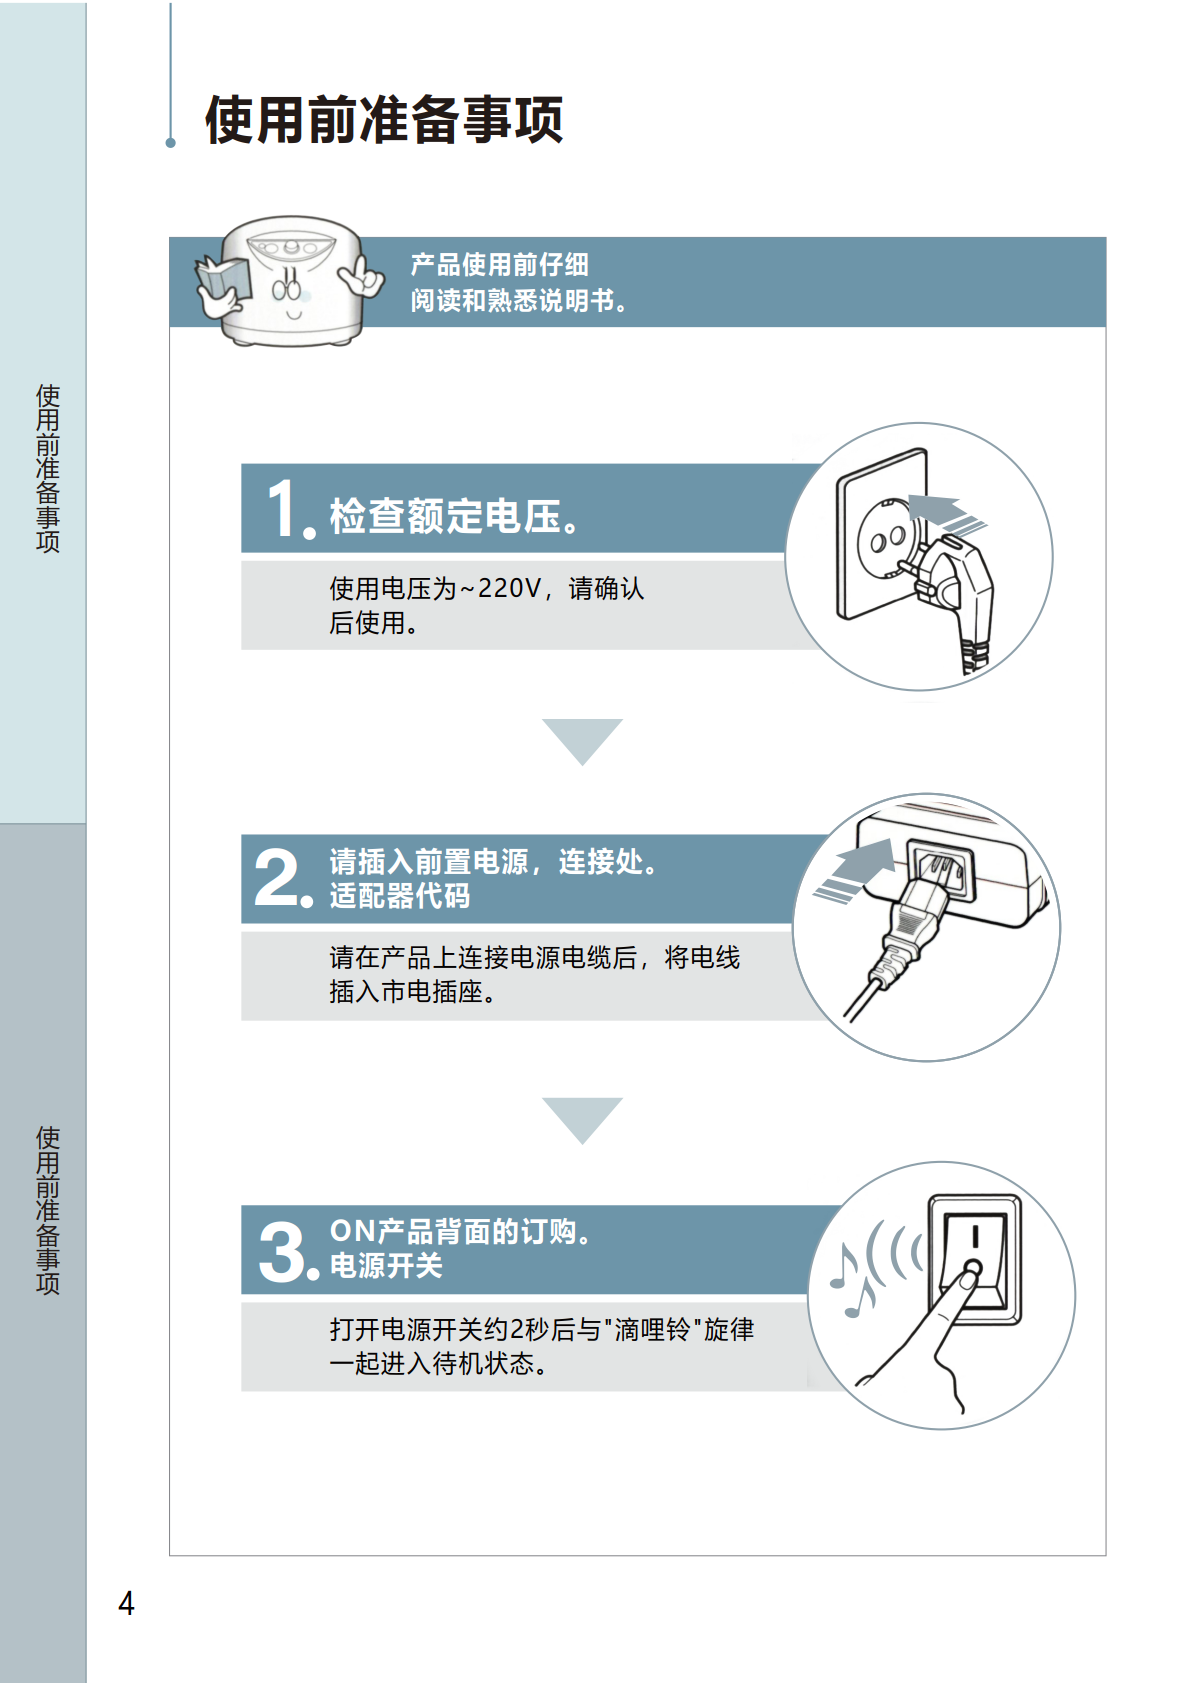 使用前准备事项
产品使用前仔细
阅读和熟悉说明书。
使用前准备事项
1. 检查额定电压。
使用电压为~220V，请确认
后使用。
2. 请插入前置电源，连接处。
适配器代码
请在产品上连接电源电缆后，将电线
插入市电插座。
使用前准备事项
3. ON产品背面的订购。
电源开关
打开电源开关约2秒后与"滴哩铃"旋律
一起进入待机状态。
4